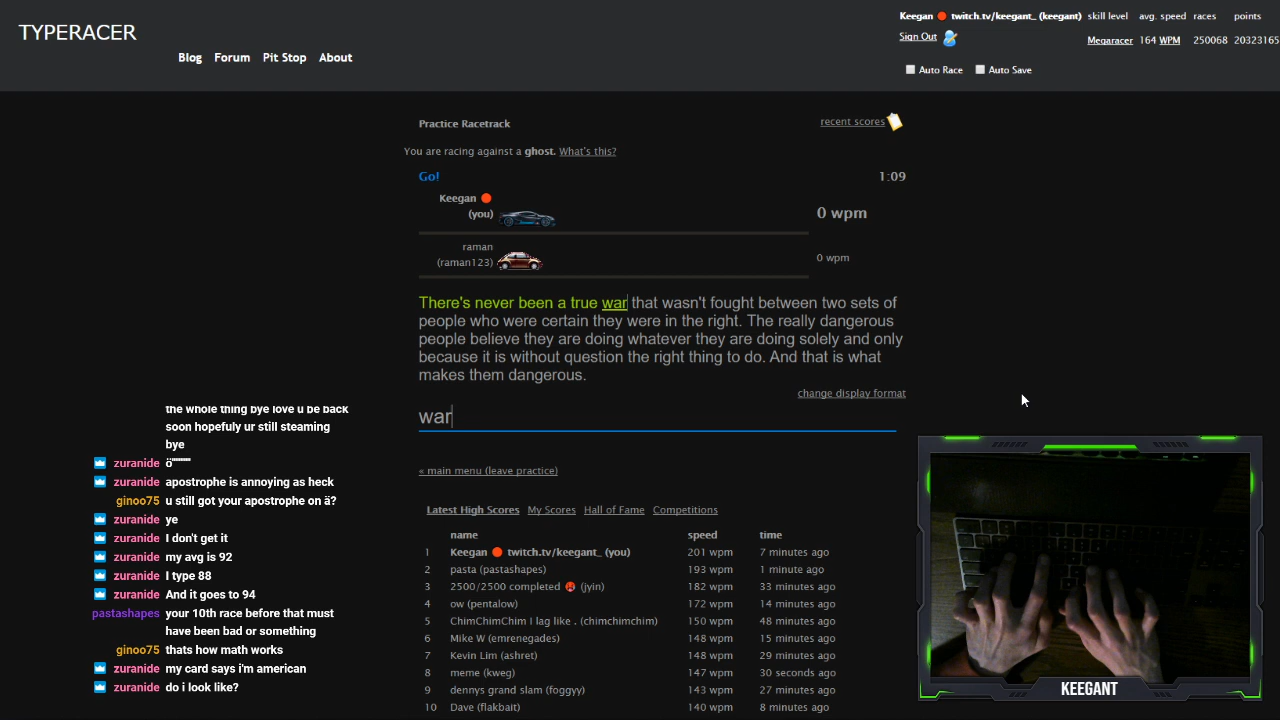 TYPERACER
Blog Forum Pit Stop About
Keegan twitch.tv/keegant_ (keegant) skill level avg. speed races points
Sign Out Megaracer 164 WPM 250068 20323165
Auto Race Auto Save
Practice Racetrack
recent scores
You are racing against a ghost. What's this?
Go! 1:09
Keegan
(you)
0 wpm
raman
(raman123)
0 wpm
There's never been a true war that wasn't fought between two sets of
people who were certain they were in the right. The really dangerous
people believe they are doing whatever they are doing solely and only
because it is without question the right thing to do. And that is what
makes them dangerous.
change display format
war
« main menu (leave practice)
Latest High Scores My Scores Hall of Fame Competitions
name speed time
1 Keegan twitch.tv/keegant_ (you) 201 wpm 7 minutes ago
2 pasta (pastashapes) 193 wpm 1 minute ago
3 2500/2500 completed (jyin) 182 wpm 33 minutes ago
4 ow (pentalow) 172 wpm 14 minutes ago
5 ChimChimChim I lag like . (chimchimchim) 150 wpm 48 minutes ago
6 Mike W (emrenegades) 148 wpm 15 minutes ago
7 Kevin Lim (ashret) 148 wpm 29 minutes ago
8 meme (kweg) 147 wpm 30 seconds ago
9 dennys grand slam (foggyy) 143 wpm 27 minutes ago
10 Dave (flakbait) 140 wpm 8 minutes ago
the whole thing bye love u be back
soon hopefuly ur still steaming
bye
zuranide
zuranide apostrophe is annoying as heck
ginoo75 u still got your apostrophe on ä?
zuranide ye
zuranide I don't get it
zuranide my avg is 92
zuranide I type 88
zuranide And it goes to 94
pastashapes your 10th race before that must
have been bad or something
ginoo75 thats how math works
zuranide my card says i'm american
zuranide do i look like?
KEEGANT